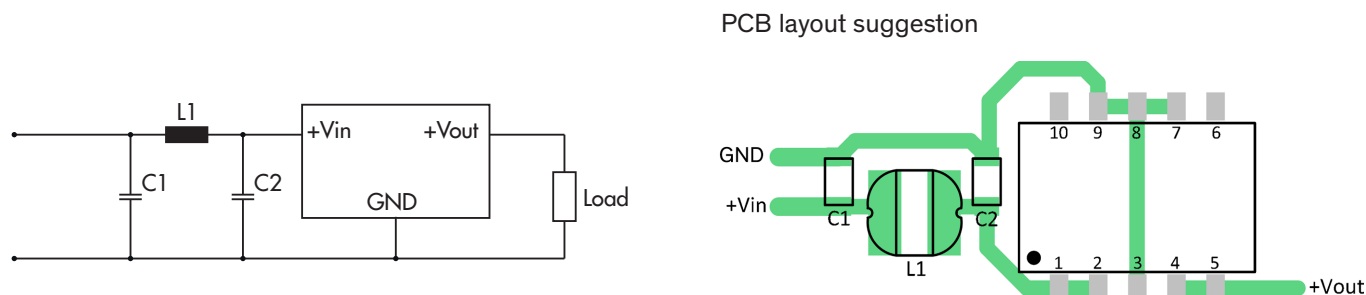 PCB layout suggestion
L1
+Vin
+Vout
C1
C2
GND
Load
10 9 8 7 6
GND
+Vin
C1
C2
L1
1 2 3 4 5
+Vout